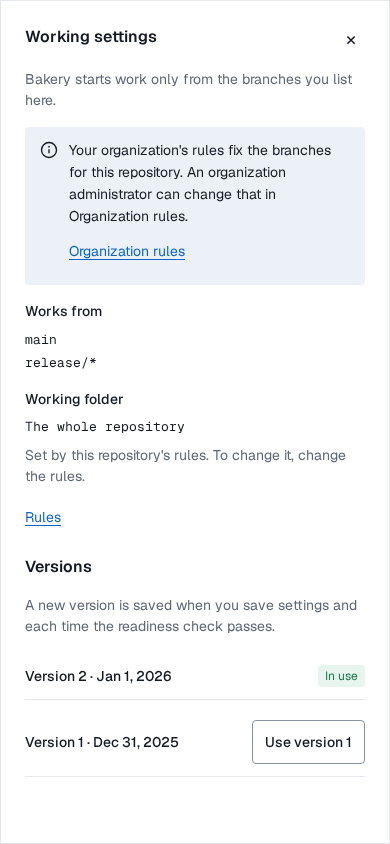 Working settings
Bakery starts work only from the branches you list
here.
Your organization's rules fix the branches
for this repository. An organization
administrator can change that in
Organization rules.
Organization rules
Works from
main
release/*
Working folder
The whole repository
Set by this repository's rules. To change it, change
the rules.
Rules
Versions
A new version is saved when you save settings and
each time the readiness check passes.
Version 2 · Jan 1, 2026
In use
Version 1 · Dec 31, 2025
Use version 1